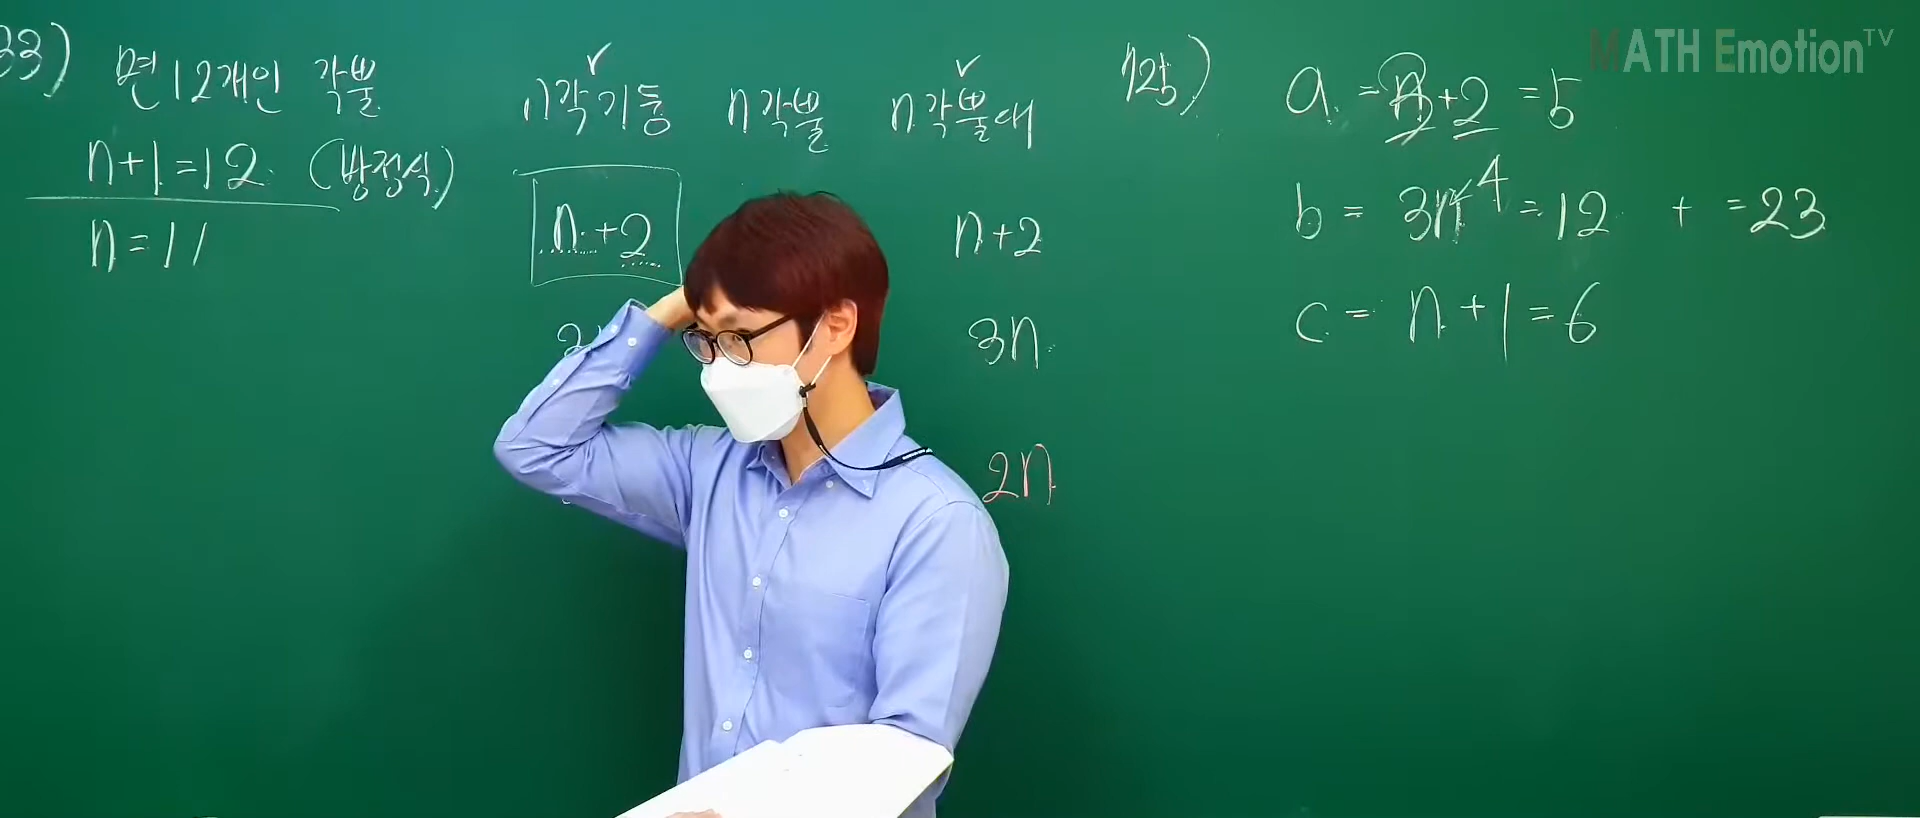 33)
면 12개인 각뿔
n+1=12 (방정식)
n=11
n각기둥 n각뿔 n각뿔대
n+2 n+2
3n
2n
a = n+2 = 5
b = 3n 4 = 12 + = 23
c = n+1 = 6
MATH Emotion TV